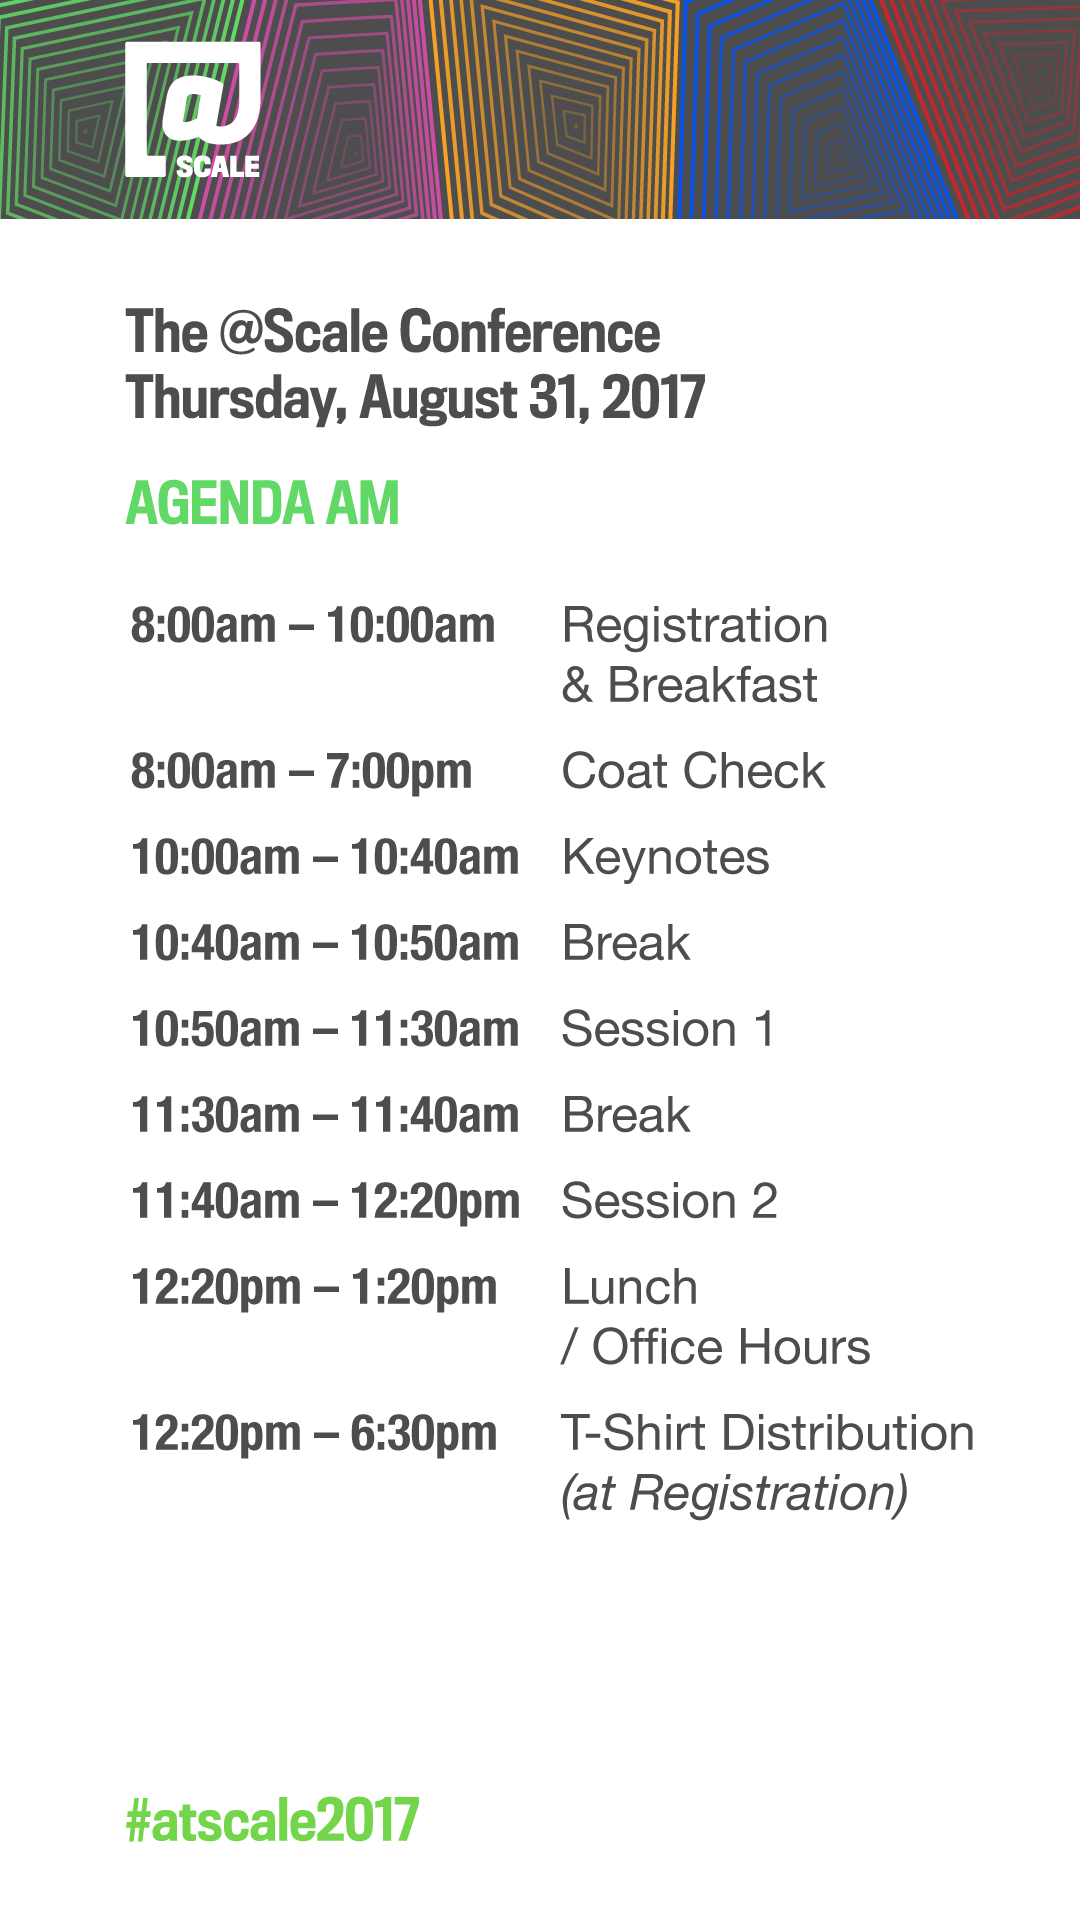 @
SCALE
The @Scale Conference
Thursday, August 31, 2017
AGENDA AM
8:00am – 10:00am Registration
& Breakfast
8:00am – 7:00pm Coat Check
10:00am – 10:40am Keynotes
10:40am – 10:50am Break
10:50am – 11:30am Session 1
11:30am – 11:40am Break
11:40am – 12:20pm Session 2
12:20pm – 1:20pm Lunch
/ Office Hours
12:20pm – 6:30pm T-Shirt Distribution
(at Registration)
#atscale2017